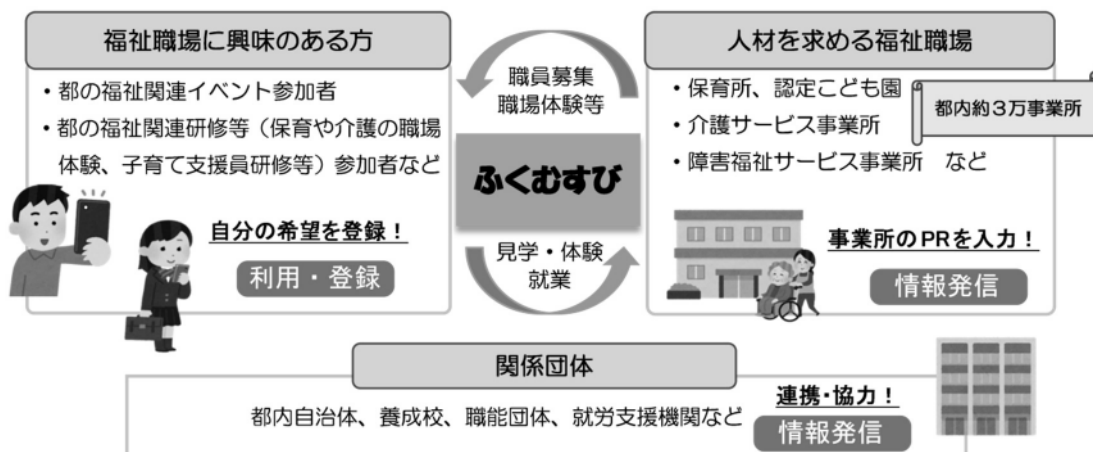 福祉職場に興味のある方
・都の福祉関連イベント参加者
・都の福祉関連研修等（保育や介護の職場
体験、子育て支援員研修等）参加者など
自分の希望を登録！
利用・登録
職員募集
職場体験等
ふくむすび
見学・体験
就業
人材を求める福祉職場
・保育所、認定こども園
・介護サービス事業所
・障害福祉サービス事業所　など
都内約３万事業所
事業所のPRを入力！
情報発信
関係団体
都内自治体、養成校、職能団体、就労支援機関など
連携・協力！
情報発信